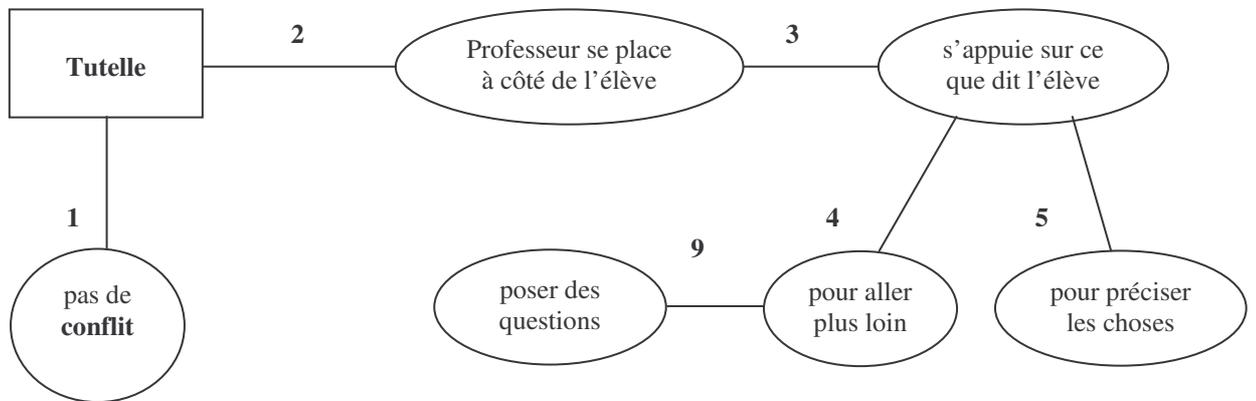 2
3
Tutelle
Professeur se place
à côté de l'élève
s'appuie sur ce
que dit l'élève
1
4
5
9
pas de
conflit
poser des
questions
pour aller
plus loin
pour préciser
les choses